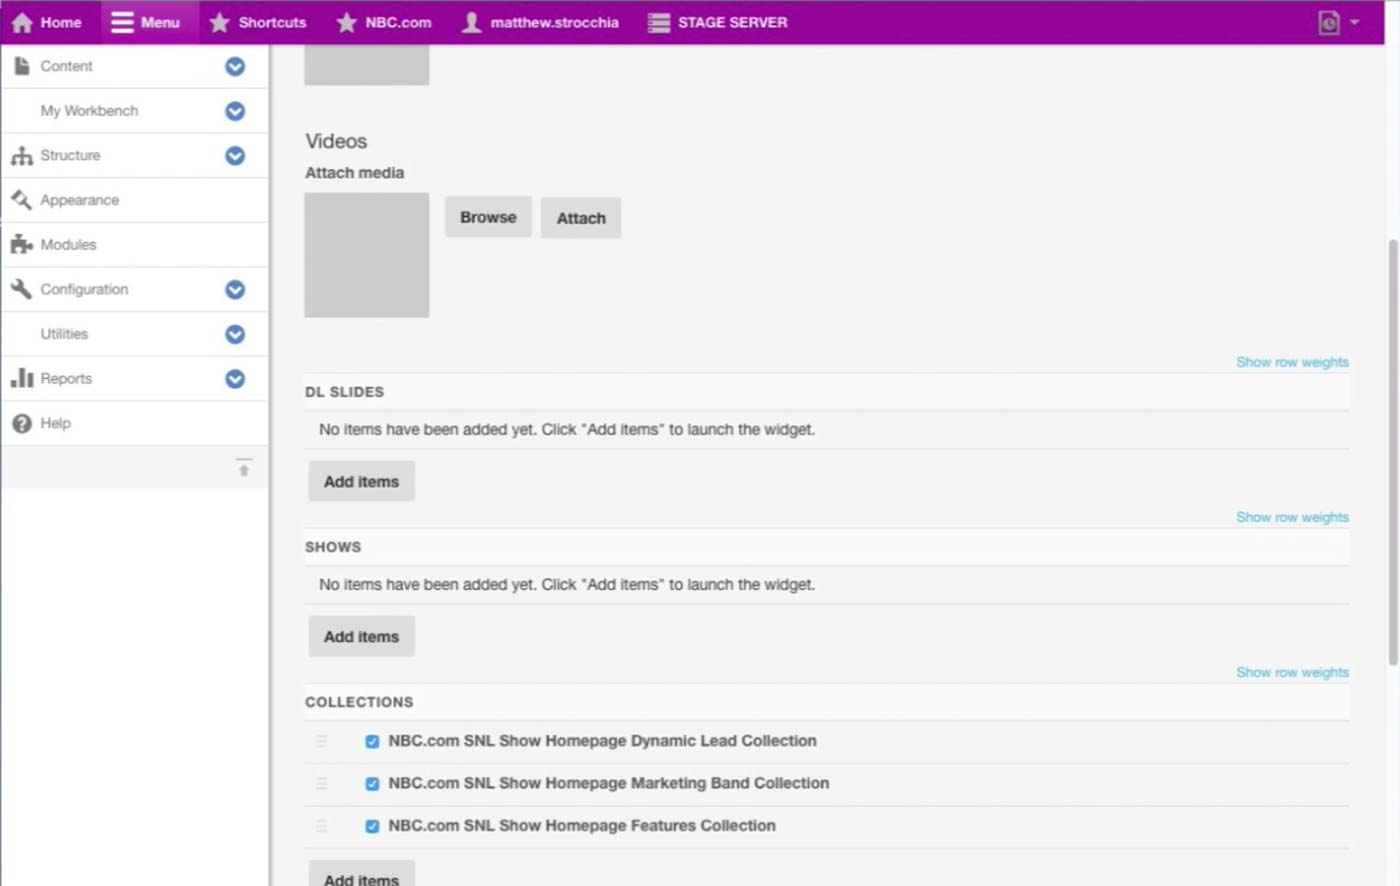 Home Menu Shortcuts NBC.com matthew.strocchia STAGE SERVER
Content
My Workbench
Structure
Appearance
Modules
Configuration
Utilities
Reports
Help
Videos
Attach media
Browse Attach
Show row weights
DL SLIDES
No items have been added yet. Click "Add items" to launch the widget.
Add items
Show row weights
SHOWS
No items have been added yet. Click "Add items" to launch the widget.
Add items
Show row weights
COLLECTIONS
NBC.com SNL Show Homepage Dynamic Lead Collection
NBC.com SNL Show Homepage Marketing Band Collection
NBC.com SNL Show Homepage Features Collection
Add items